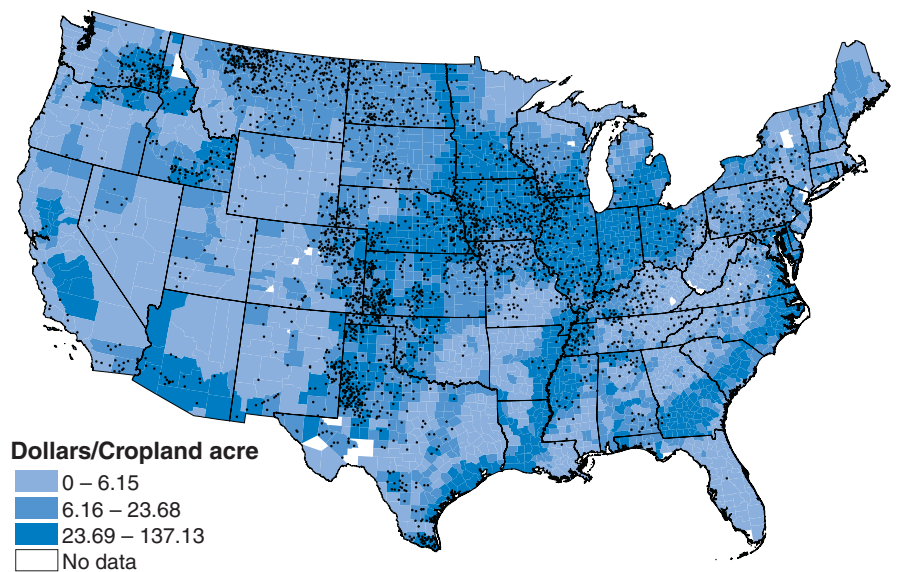 Dollars/Cropland acre
0 – 6.15
6.16 – 23.68
23.69 – 137.13
No data